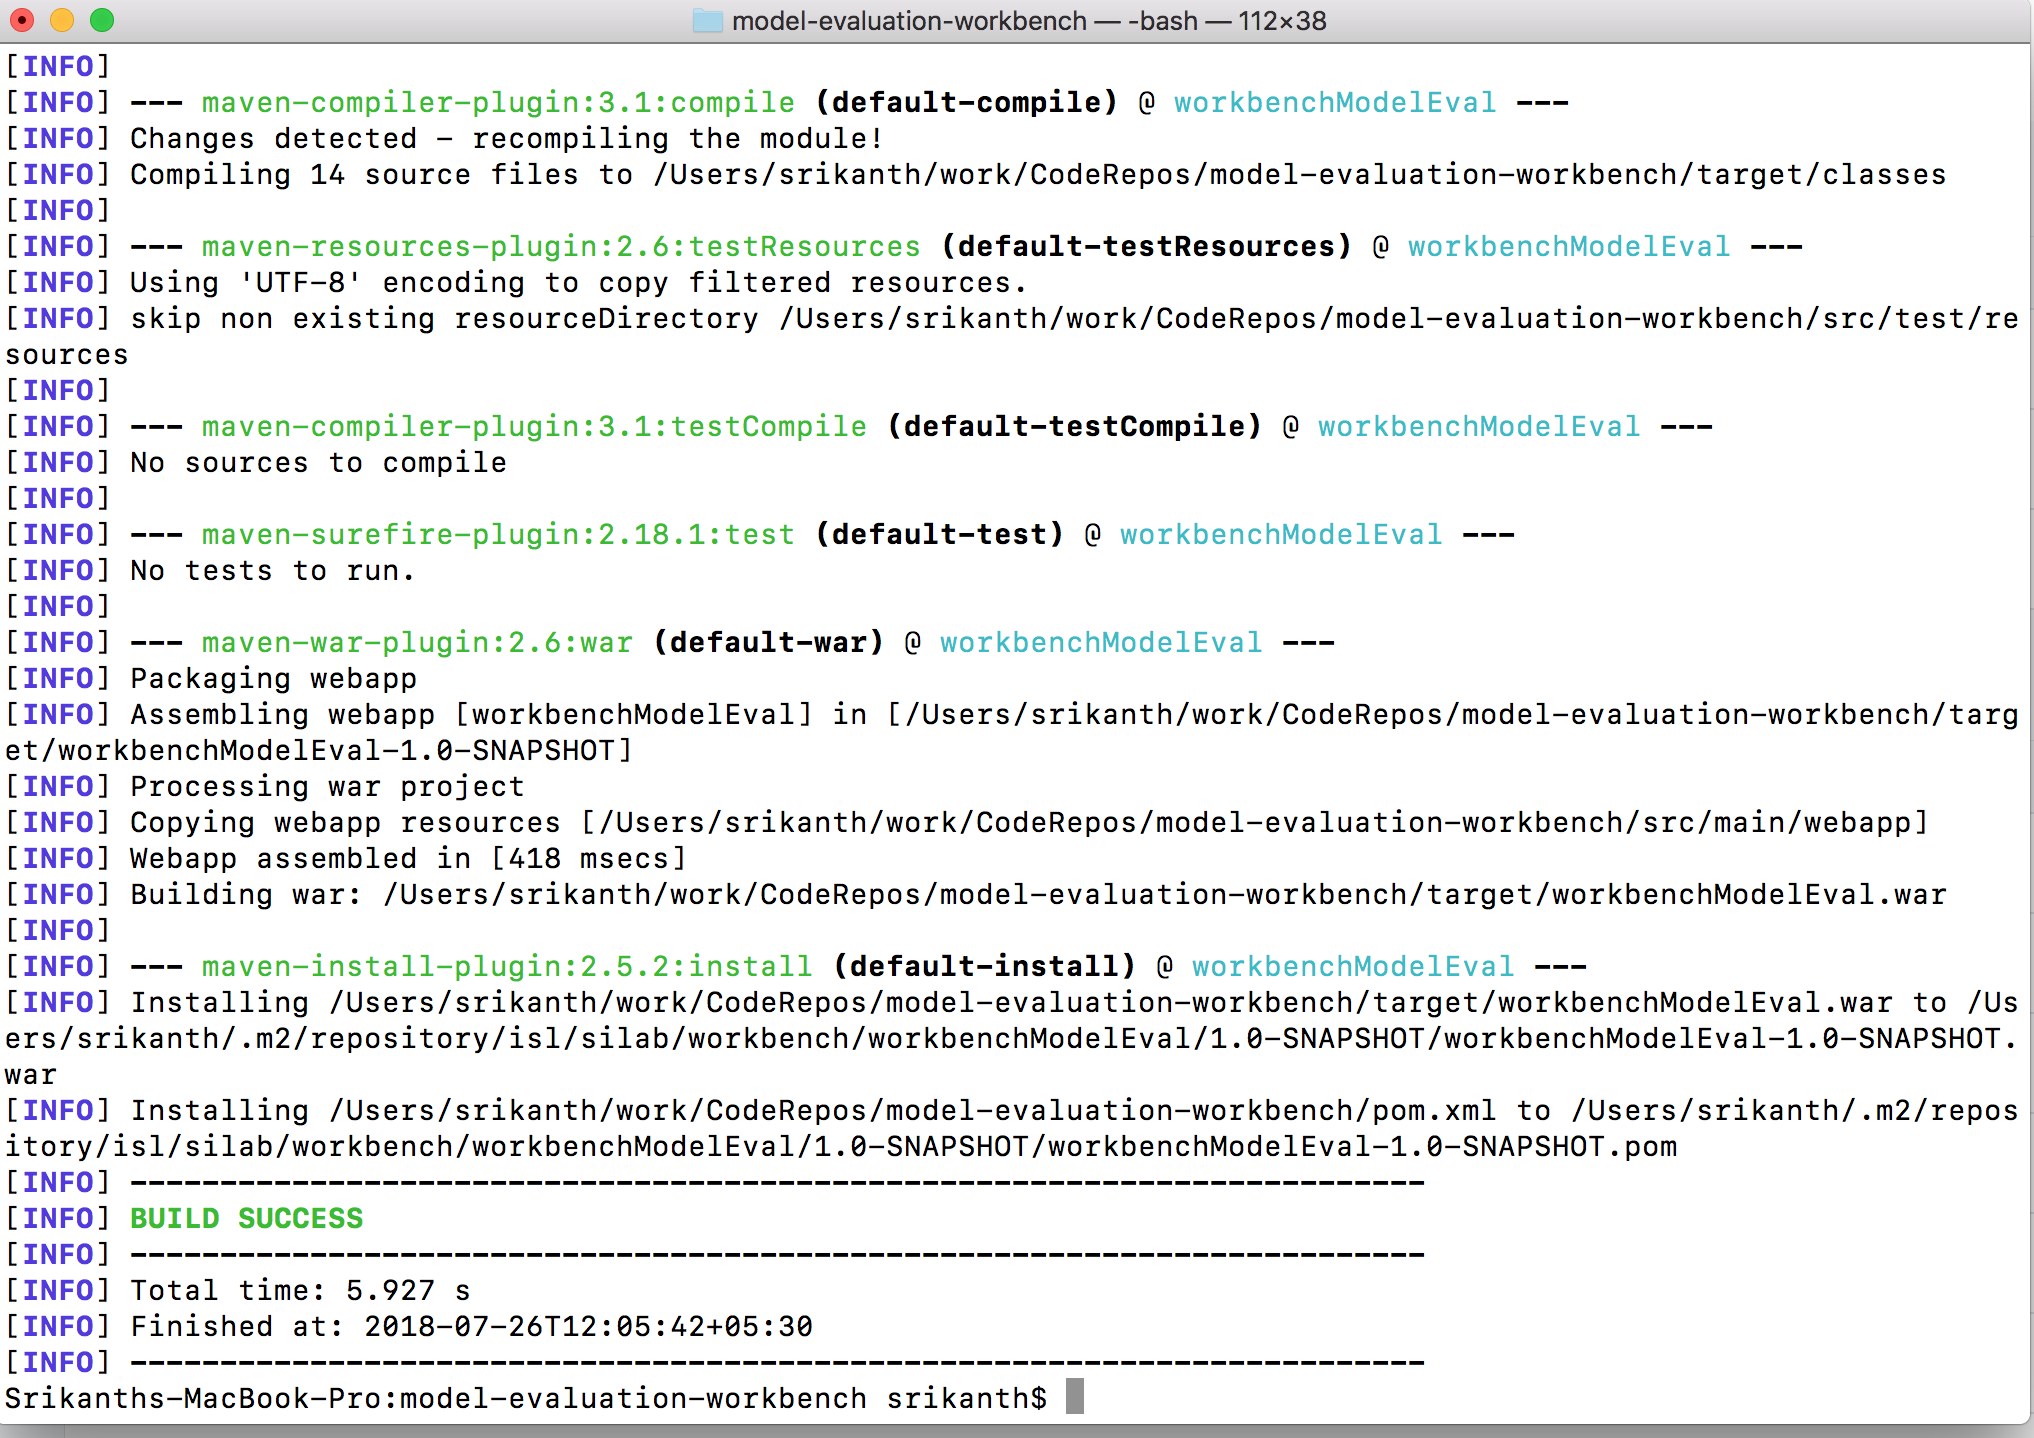 model-evaluation-workbench — -bash — 112×38
[INFO]
[INFO] --- maven-compiler-plugin:3.1:compile (default-compile) @ workbenchModelEval ---
[INFO] Changes detected - recompiling the module!
[INFO] Compiling 14 source files to /Users/srikanth/work/CodeRepos/model-evaluation-workbench/target/classes
[INFO]
[INFO] --- maven-resources-plugin:2.6:testResources (default-testResources) @ workbenchModelEval ---
[INFO] Using 'UTF-8' encoding to copy filtered resources.
[INFO] skip non existing resourceDirectory /Users/srikanth/work/CodeRepos/model-evaluation-workbench/src/test/re
sources
[INFO]
[INFO] --- maven-compiler-plugin:3.1:testCompile (default-testCompile) @ workbenchModelEval ---
[INFO] No sources to compile
[INFO]
[INFO] --- maven-surefire-plugin:2.18.1:test (default-test) @ workbenchModelEval ---
[INFO] No tests to run.
[INFO]
[INFO] --- maven-war-plugin:2.6:war (default-war) @ workbenchModelEval ---
[INFO] Packaging webapp
[INFO] Assembling webapp [workbenchModelEval] in [/Users/srikanth/work/CodeRepos/model-evaluation-workbench/targ
et/workbenchModelEval-1.0-SNAPSHOT]
[INFO] Processing war project
[INFO] Copying webapp resources [/Users/srikanth/work/CodeRepos/model-evaluation-workbench/src/main/webapp]
[INFO] Webapp assembled in [418 msecs]
[INFO] Building war: /Users/srikanth/work/CodeRepos/model-evaluation-workbench/target/workbenchModelEval.war
[INFO]
[INFO] --- maven-install-plugin:2.5.2:install (default-install) @ workbenchModelEval ---
[INFO] Installing /Users/srikanth/work/CodeRepos/model-evaluation-workbench/target/workbenchModelEval.war to /Us
ers/srikanth/.m2/repository/isl/silab/workbench/workbenchModelEval/1.0-SNAPSHOT/workbenchModelEval-1.0-SNAPSHOT.
war
[INFO] Installing /Users/srikanth/work/CodeRepos/model-evaluation-workbench/pom.xml to /Users/srikanth/.m2/repos
itory/isl/silab/workbench/workbenchModelEval/1.0-SNAPSHOT/workbenchModelEval-1.0-SNAPSHOT.pom
[INFO] ------------------------------------------------------------------------
[INFO] BUILD SUCCESS
[INFO] ------------------------------------------------------------------------
[INFO] Total time: 5.927 s
[INFO] Finished at: 2018-07-26T12:05:42+05:30
[INFO] ------------------------------------------------------------------------
Srikanths-MacBook-Pro:model-evaluation-workbench srikanth$